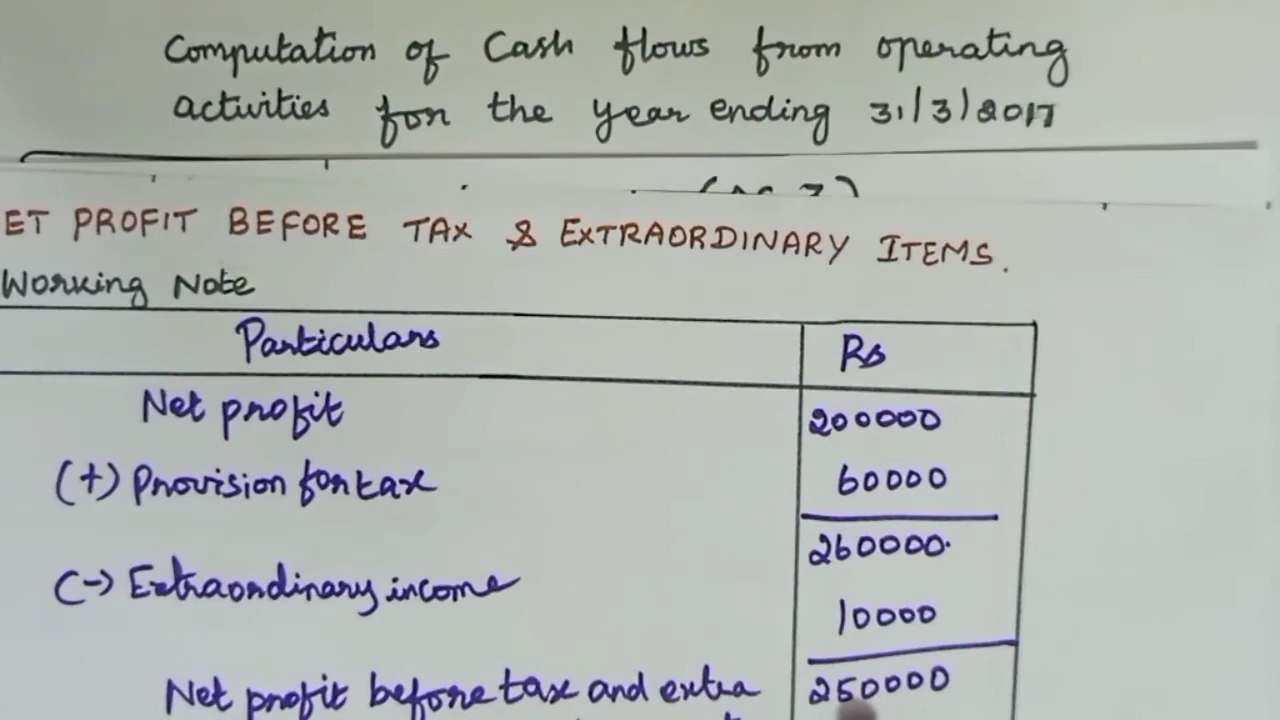 Computation of Cash flows from operating
activities for the year ending 31/3/2017
ET PROFIT BEFORE TAX & EXTRAORDINARY ITEMS.
Working Note
Particulars Rs
Net profit 200000
(+) Provision for tax 60000
260000
(-) Extraordinary income
10000
Net profit before tax and extra 250000